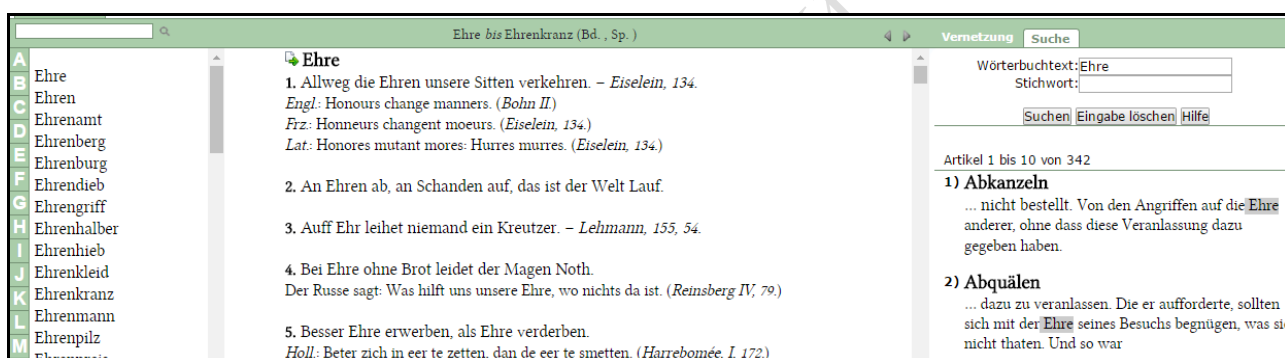 Ehre bis Ehrenkranz (Bd. , Sp. )
A
B
C
D
E
F
G
H
I
J
K
L
M
Ehre
Ehren
Ehrenamt
Ehrenberg
Ehrenburg
Ehrendieb
Ehrengriff
Ehrenhalber
Ehrenhieb
Ehrenkleid
Ehrenkranz
Ehrenmann
Ehrenpilz
Ehre
1. Allweg die Ehren unsere Sitten verkehren. – Eiselein, 134.
Engl.: Honours change manners. (Bohn II.)
Frz.: Honneurs changent moeurs. (Eiselein, 134.)
Lat.: Honores mutant mores: Hurres murres. (Eiselein, 134.)
2. An Ehren ab, an Schanden auf, das ist der Welt Lauf.
3. Auff Ehr leihet niemand ein Kreutzer. – Lehmann, 155, 54.
4. Bei Ehre ohne Brot leidet der Magen Noth.
Der Russe sagt: Was hilft uns unsere Ehre, wo nichts da ist. (Reinsberg IV, 79.)
5. Besser Ehre erwerben, als Ehre verderben.
Holl.: Beter zich in eer te zetten, dan de eer te smetten. (Harrebomée, I, 172.)
Vernetzung Suche
Wörterbuchtext: Ehre
Stichwort:
Suchen Eingabe löschen Hilfe
Artikel 1 bis 10 von 342
1) Abkanzeln
... nicht bestellt. Von den Angriffen auf die Ehre
anderer, ohne dass diese Veranlassung dazu
gegeben haben.
2) Abquälen
... dazu zu veranlassen. Die er aufforderte, sollten
sich mit der Ehre seines Besuchs begnügen, was
nicht thaten. Und so war